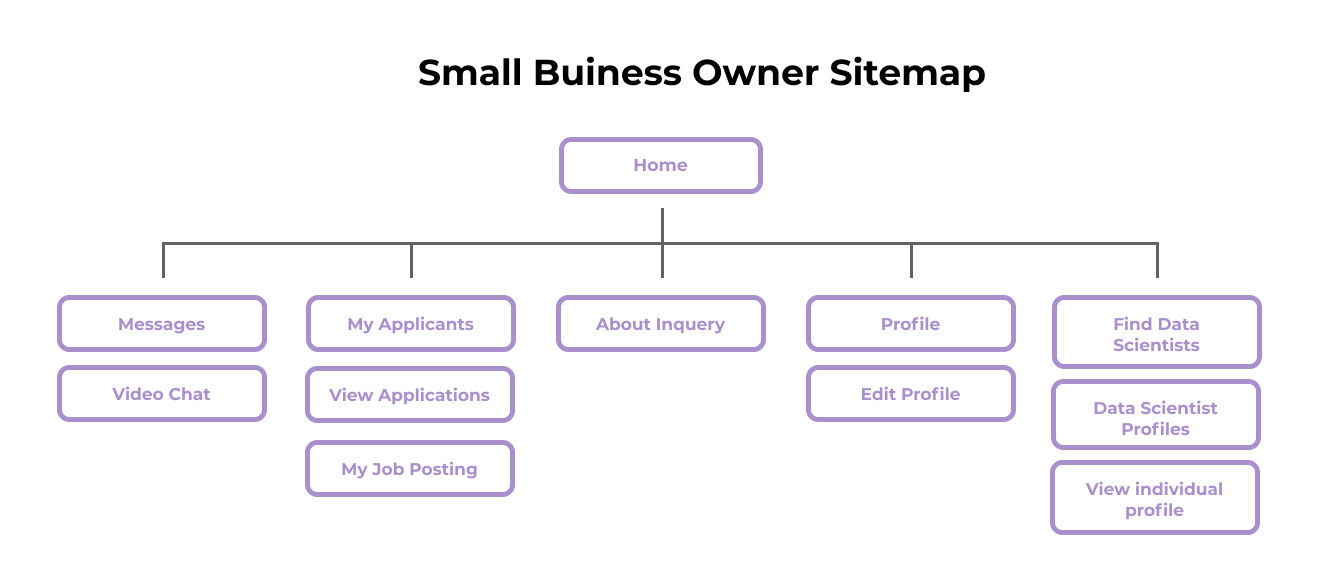 Small Buiness Owner Sitemap
Home
Messages
My Applicants
About Inquery
Profile
Find Data
Scientists
Video Chat
View Applications
Edit Profile
Data Scientist
Profiles
My Job Posting
View individual
profile